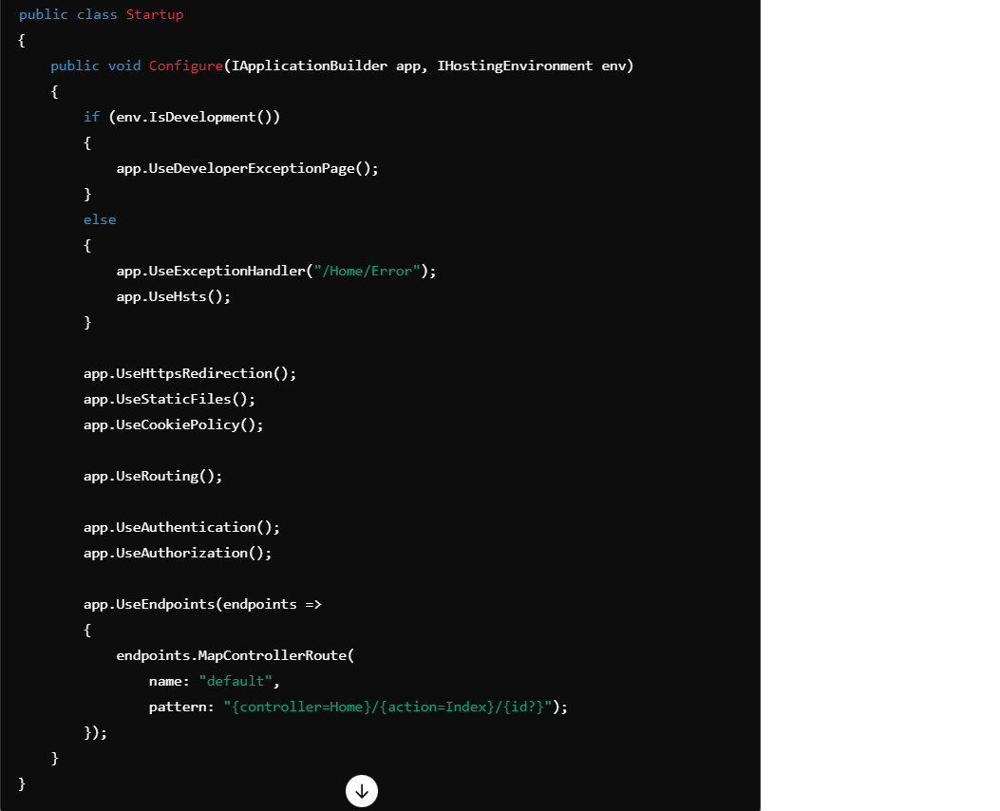 public class Startup
{
    public void Configure(IApplicationBuilder app, IHostingEnvironment env)
    {
        if (env.IsDevelopment())
        {
            app.UseDeveloperExceptionPage();
        }
        else
        {
            app.UseExceptionHandler("/Home/Error");
            app.UseHsts();
        }

        app.UseHttpsRedirection();
        app.UseStaticFiles();
        app.UseCookiePolicy();

        app.UseRouting();

        app.UseAuthentication();
        app.UseAuthorization();

        app.UseEndpoints(endpoints =>
        {
            endpoints.MapControllerRoute(
                name: "default",
                pattern: "{controller=Home}/{action=Index}/{id?}");
        });
    }
}